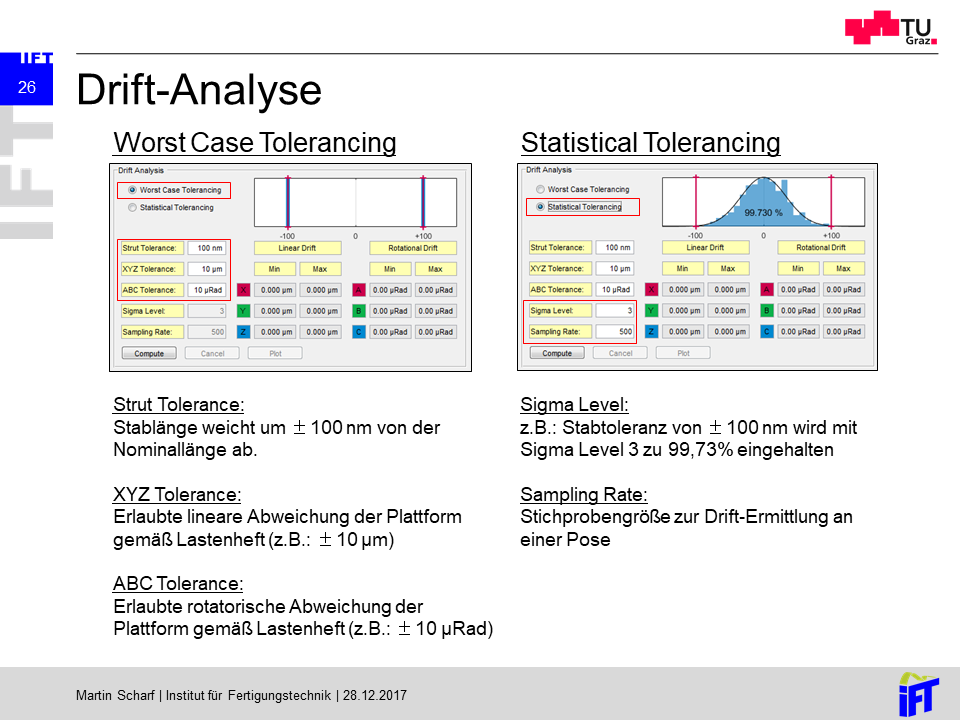 TU
Graz
IFT
26
IFT
Drift-Analyse
Worst Case Tolerancing
Drift Analysis
Worst Case Tolerancing
Statistical Tolerancing
-100 0 +100
Strut Tolerance: 100 nm Linear Drift Rotational Drift
XYZ Tolerance: 10 µm Min Max Min Max
ABC Tolerance: 10 µRad X 0.000 µm 0.000 µm A 0.00 µRad 0.00 µRad
Sigma Level: 3 Y 0.000 µm 0.000 µm B 0.00 µRad 0.00 µRad
Sampling Rate: 500 Z 0.000 µm 0.000 µm C 0.00 µRad 0.00 µRad
Compute Cancel Plot
Strut Tolerance:
Stablänge weicht um ± 100 nm von der
Nominallänge ab.
XYZ Tolerance:
Erlaubte lineare Abweichung der Plattform
gemäß Lastenheft (z.B.: ± 10 µm)
ABC Tolerance:
Erlaubte rotatorische Abweichung der
Plattform gemäß Lastenheft (z.B.: ± 10 µRad)
Statistical Tolerancing
Drift Analysis
Worst Case Tolerancing
Statistical Tolerancing
99.730 %
-100 0 +100
Strut Tolerance: 100 nm Linear Drift Rotational Drift
XYZ Tolerance: 10 µm Min Max Min Max
ABC Tolerance: 10 µRad X 0.000 µm 0.000 µm A 0.00 µRad 0.00 µRad
Sigma Level: 3 Y 0.000 µm 0.000 µm B 0.00 µRad 0.00 µRad
Sampling Rate: 500 Z 0.000 µm 0.000 µm C 0.00 µRad 0.00 µRad
Compute Cancel Plot
Sigma Level:
z.B.: Stabtoleranz von ± 100 nm wird mit
Sigma Level 3 zu 99,73% eingehalten
Sampling Rate:
Stichprobengröße zur Drift-Ermittlung an
einer Pose
Martin Scharf | Institut für Fertigungstechnik | 28.12.2017
IFT